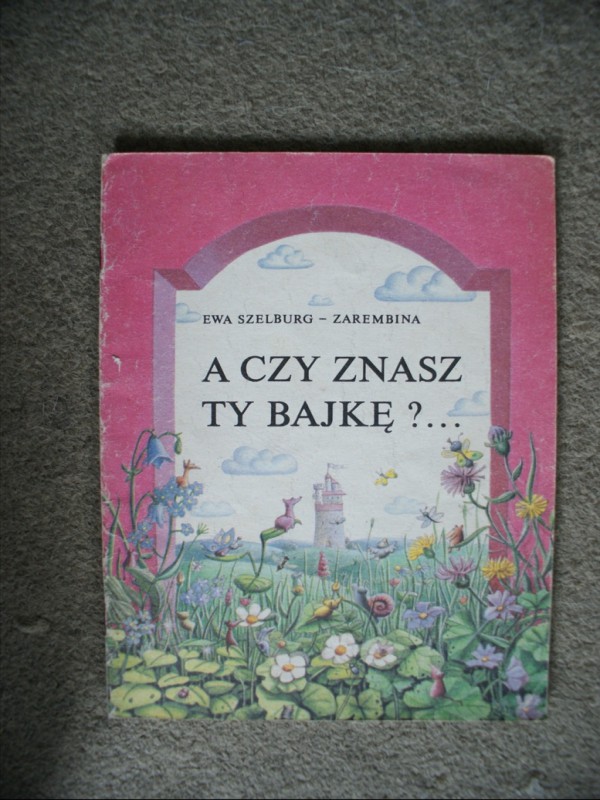 EWA SZELBURG – ZAREMBINA
A CZY ZNASZ
TY BAJKĘ ?...